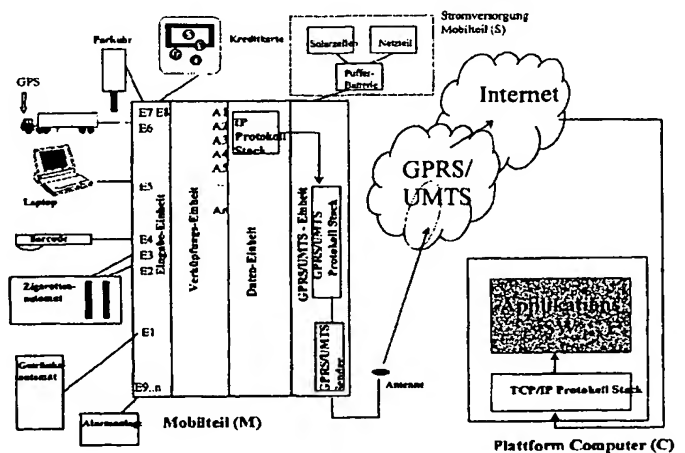 Stromversorgung
Mobilteil (S)
Solarzellen
Netzteil
Puffer-
Batterie
Kreditkarte
Parkuhr
GPS
Laptop
Barcode
Zigaretten-
automat
Getränke
automat
Alarmanlage
E7 E8
E6
E5
E4
E3
E2
E1
E9..n
Eingabe-Einheit
Verküpfungs-Einheit
A1
A2
A3
A4
A5
...
Daten-Einheit
IP
Protokoll
Stack
GPRS/UMTS - Einheit
GPRS/UMTS
Protokoll Stack
GPRS/UMTS
Sender
Antenne
Mobilteil (M)
GPRS/
UMTS
Internet
Applikations
TCP/IP Protokoll Stack
Plattform Computer (C)